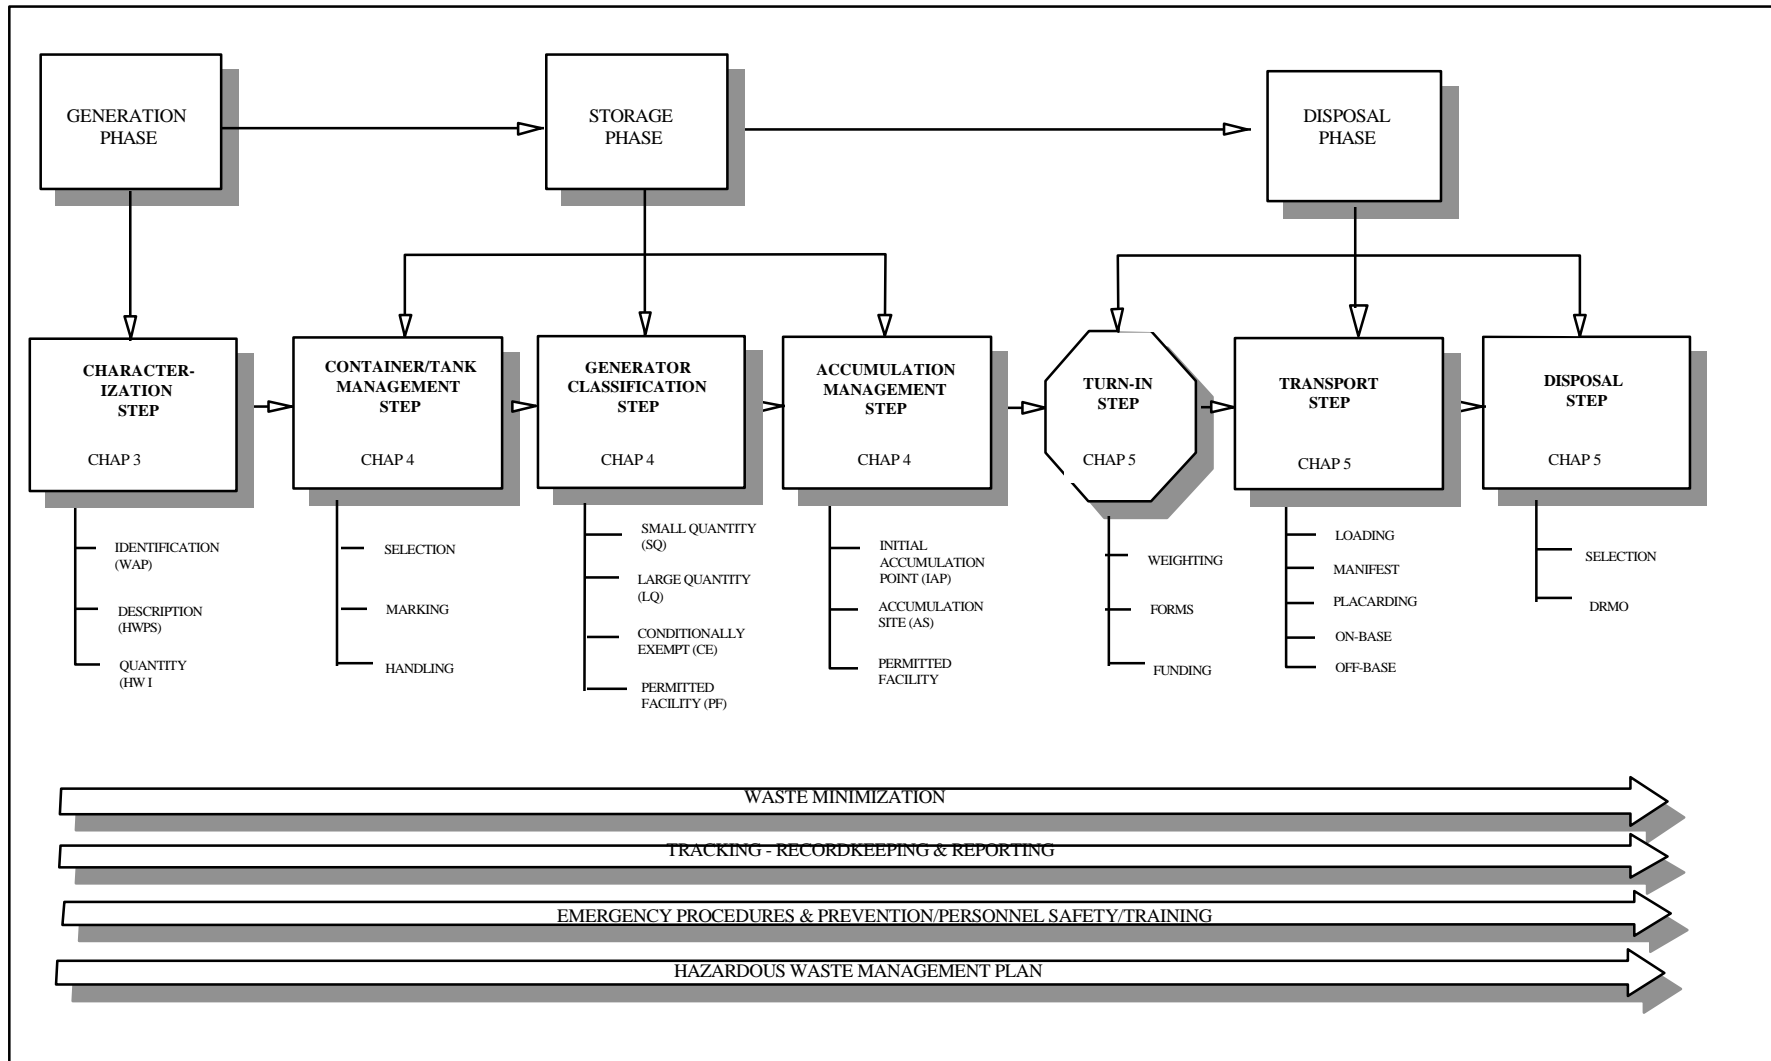 GENERATION
PHASE
STORAGE
PHASE
DISPOSAL
PHASE
CHARACTER-
IZATION
STEP
CHAP 3
CONTAINER/TANK
MANAGEMENT
STEP
CHAP 4
GENERATOR
CLASSIFICATION
STEP
CHAP 4
ACCUMULATION
MANAGEMENT
STEP
CHAP 4
TURN-IN
STEP
CHAP 5
TRANSPORT
STEP
CHAP 5
DISPOSAL
STEP
CHAP 5
IDENTIFICATION
(WAP)
DESCRIPTION
(HWPS)
QUANTITY
(HW I
SELECTION
MARKING
HANDLING
SMALL QUANTITY
(SQ)
LARGE QUANTITY
(LQ)
CONDITIONALLY
EXEMPT (CE)
PERMITTED
FACILITY (PF)
INITIAL
ACCUMULATION
POINT (IAP)
ACCUMULATION
SITE (AS)
PERMITTED
FACILITY
WEIGHTING
FORMS
FUNDING
LOADING
MANIFEST
PLACARDING
ON-BASE
OFF-BASE
SELECTION
DRMO
WASTE MINIMIZATION
TRACKING - RECORDKEEPING & REPORTING
EMERGENCY PROCEDURES & PREVENTION/PERSONNEL SAFETY/TRAINING
HAZARDOUS WASTE MANAGEMENT PLAN